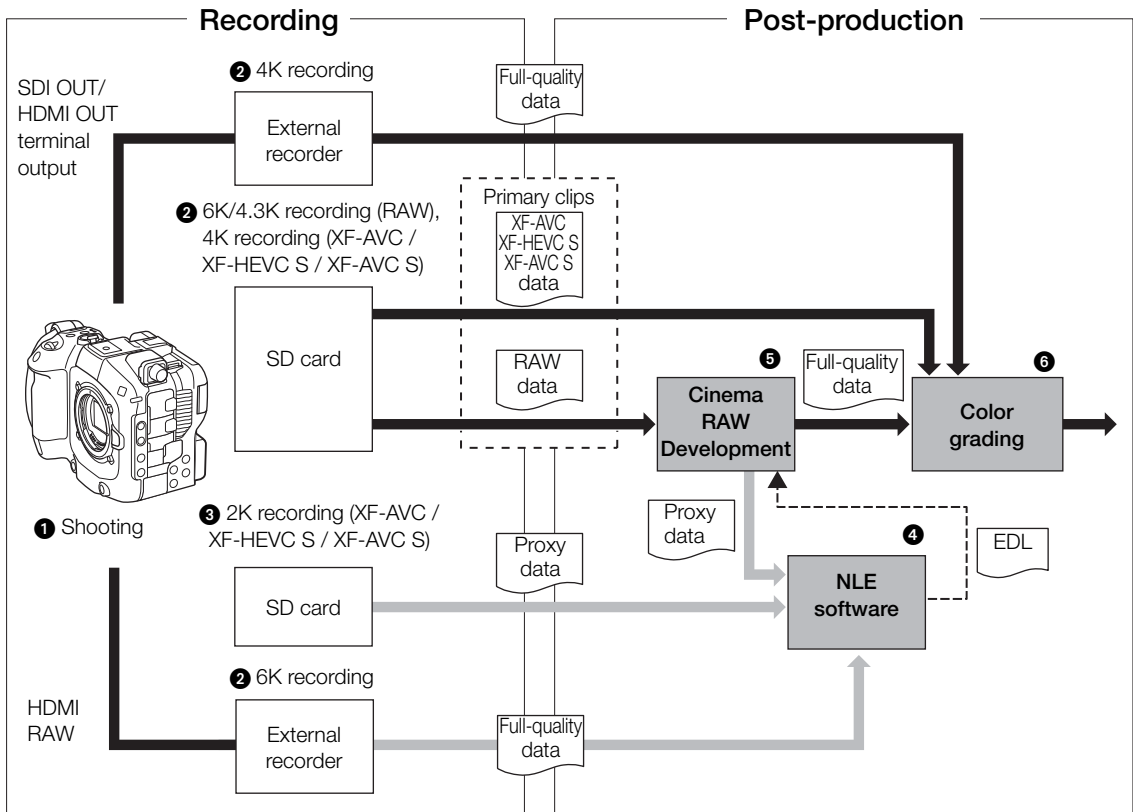 Recording
Post-production
SDI OUT/
HDMI OUT
terminal
output
❷ 4K recording
External
recorder
Full-quality
data
❷ 6K/4.3K recording (RAW),
4K recording (XF-AVC /
XF-HEVC S / XF-AVC S)
Primary clips
XF-AVC
XF-HEVC S
XF-AVC S
data
SD card
RAW
data
❺
Cinema
RAW
Development
Full-quality
data
❻
Color
grading
❶ Shooting
❸ 2K recording (XF-AVC /
XF-HEVC S / XF-AVC S)
SD card
Proxy
data
Proxy
data
❹
NLE
software
EDL
HDMI
RAW
❷ 6K recording
External
recorder
Full-quality
data